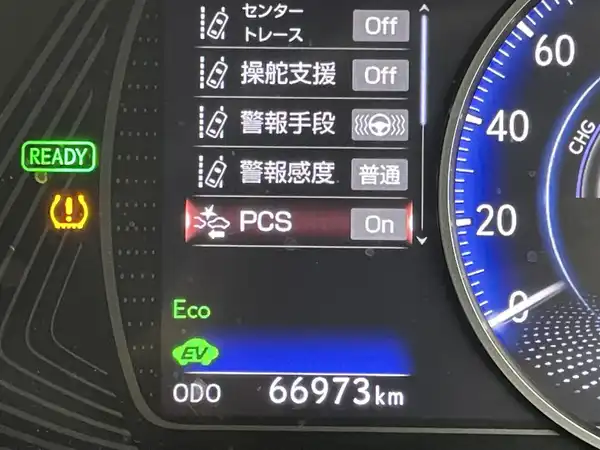 センター
トレース Off
操舵支援 Off
警報手段
警報感度 普通
PCS On
READY
Eco
EV
ODO 66973km
60
40
20
0
CHG